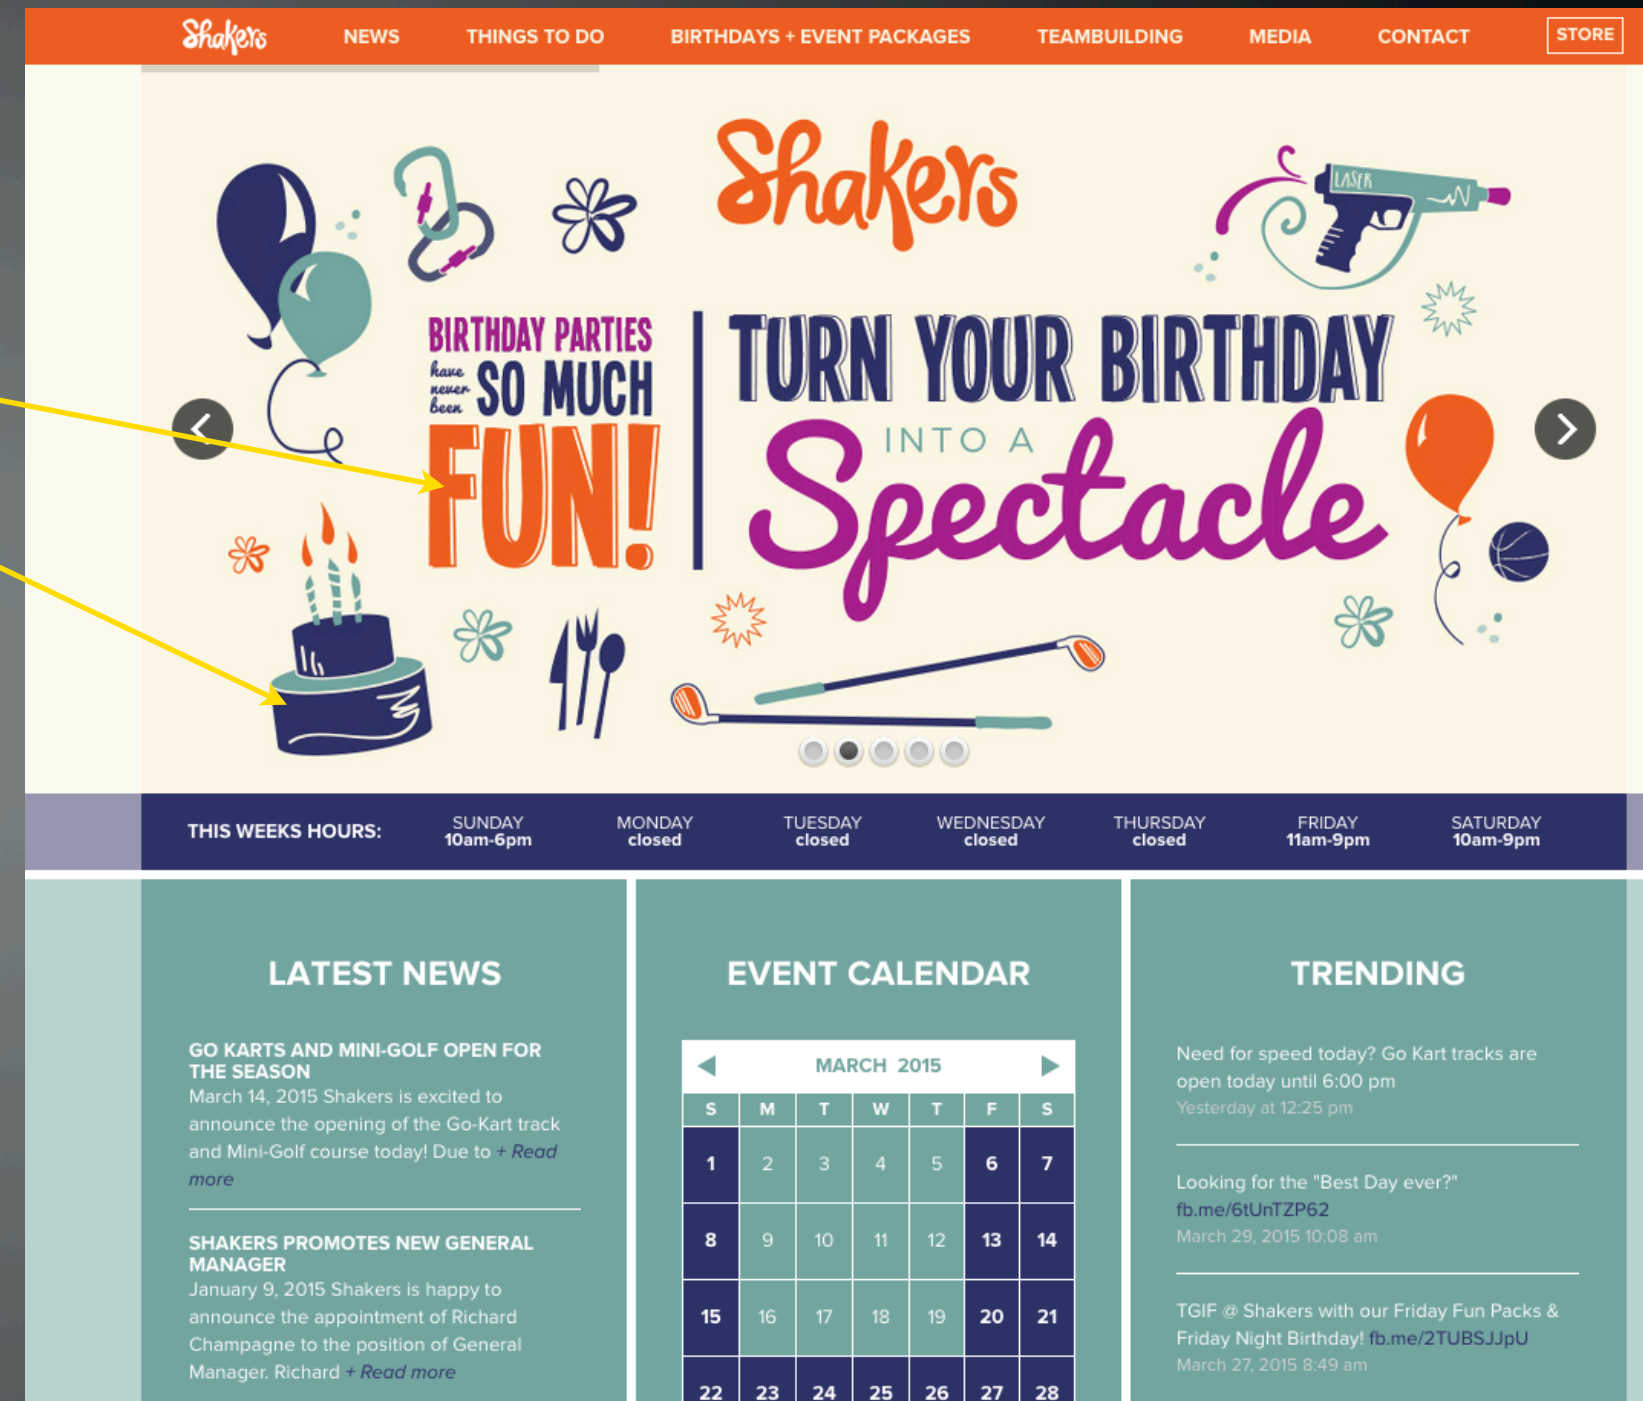 Shakers NEWS THINGS TO DO BIRTHDAYS + EVENT PACKAGES TEAMBUILDING MEDIA CONTACT STORE
Shakers
LASER
BIRTHDAY PARTIES
have never been SO MUCH
FUN!
TURN YOUR BIRTHDAY
INTO A
Spectacle
16
THIS WEEKS HOURS:
SUNDAY
10am-6pm
MONDAY
closed
TUESDAY
closed
WEDNESDAY
closed
THURSDAY
closed
FRIDAY
11am-9pm
SATURDAY
10am-9pm
LATEST NEWS
GO KARTS AND MINI-GOLF OPEN FOR
THE SEASON
March 14, 2015 Shakers is excited to
announce the opening of the Go-Kart track
and Mini-Golf course today! Due to + Read
more
SHAKERS PROMOTES NEW GENERAL
MANAGER
January 9, 2015 Shakers is happy to
announce the appointment of Richard
Champagne to the position of General
Manager. Richard + Read more
EVENT CALENDAR
MARCH 2015
S M T W T F S
1 2 3 4 5 6 7
8 9 10 11 12 13 14
15 16 17 18 19 20 21
22 23 24 25 26 27 28
TRENDING
Need for speed today? Go Kart tracks are
open today until 6:00 pm
Yesterday at 12:25 pm
Looking for the "Best Day ever?"
fb.me/6tUnTZP62
March 29, 2015 10:08 am
TGIF @ Shakers with our Friday Fun Packs &
Friday Night Birthday! fb.me/2TUBSJJpU
March 27, 2015 8:49 am